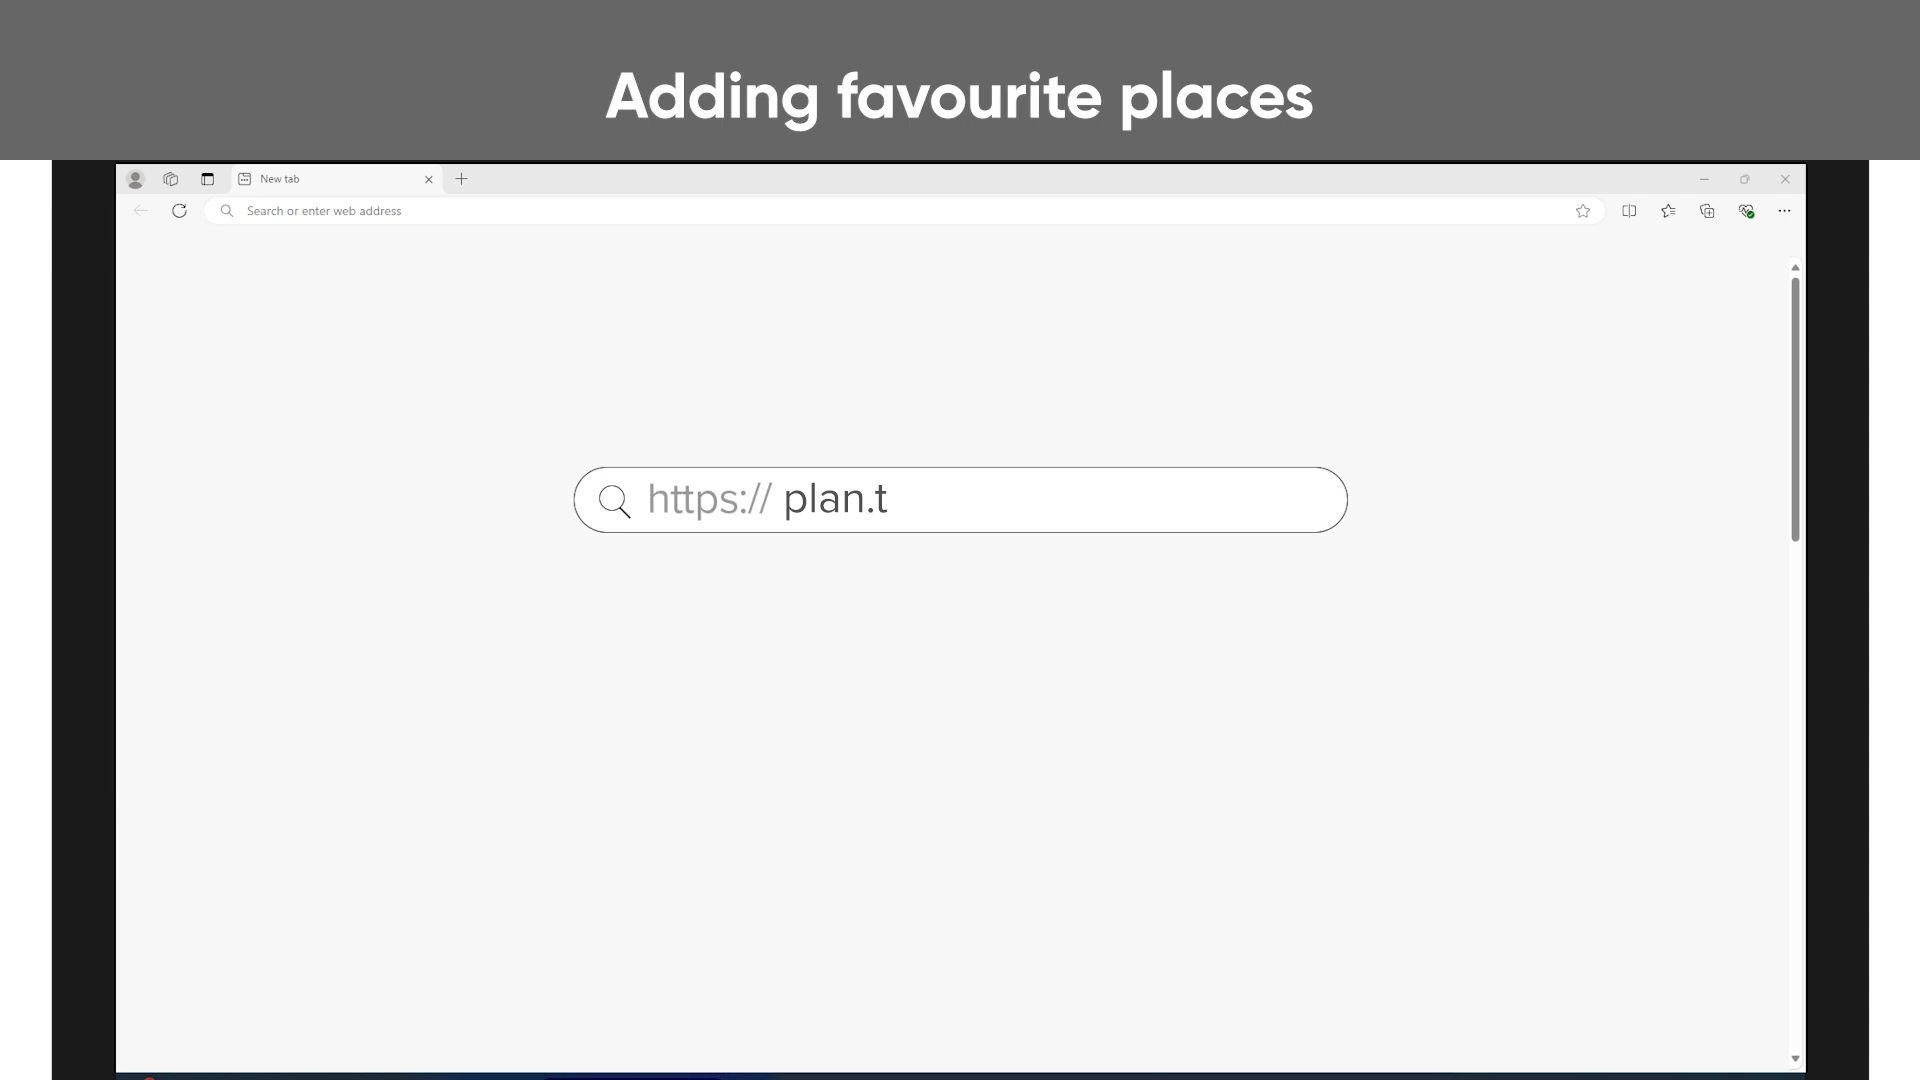 Adding favourite places
New tab
Search or enter web address
https:// plan.t